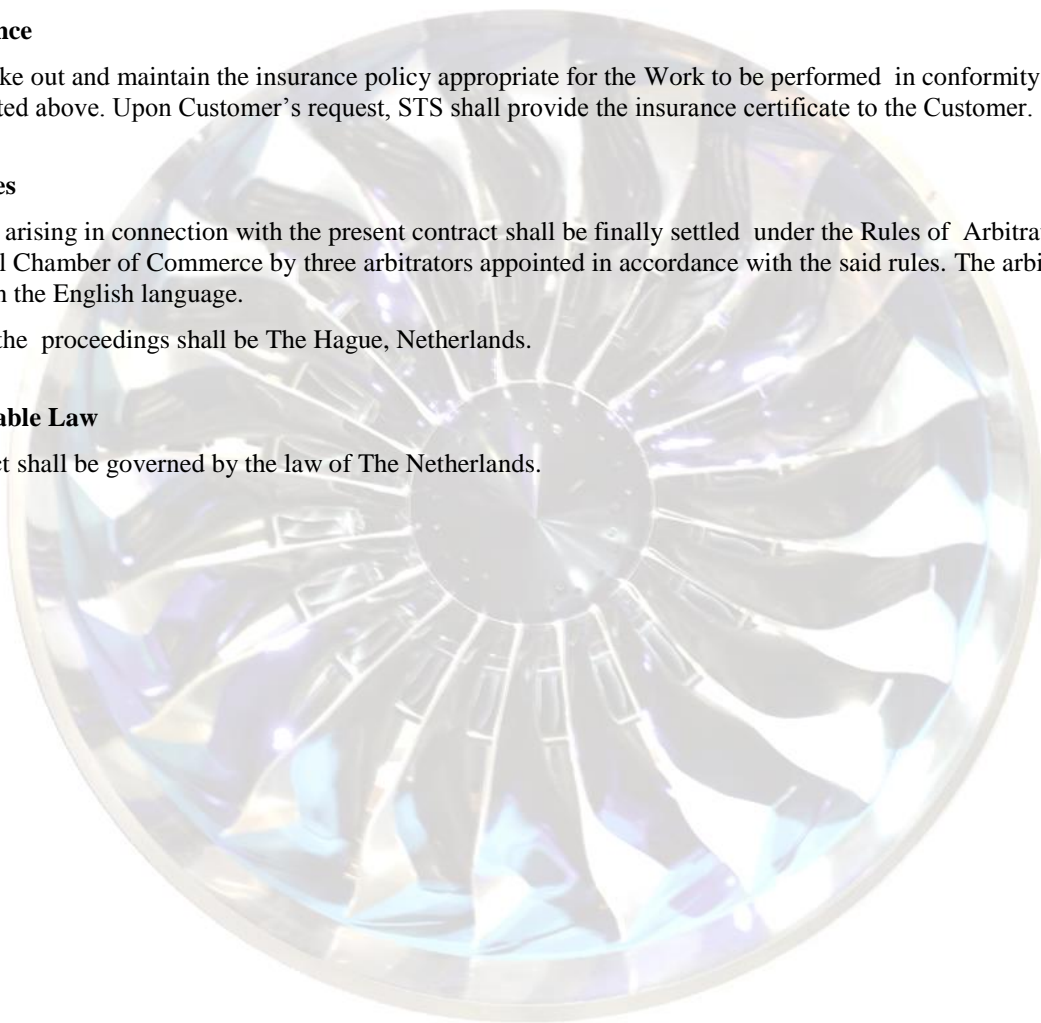 nce
ke out and maintain the insurance policy appropriate for the Work to be performed in conformity
ted above. Upon Customer’s request, STS shall provide the insurance certificate to the Customer.
es
arising in connection with the present contract shall be finally settled under the Rules of Arbitra
l Chamber of Commerce by three arbitrators appointed in accordance with the said rules. The arbi
n the English language.
the proceedings shall be The Hague, Netherlands.
able Law
ct shall be governed by the law of The Netherlands.